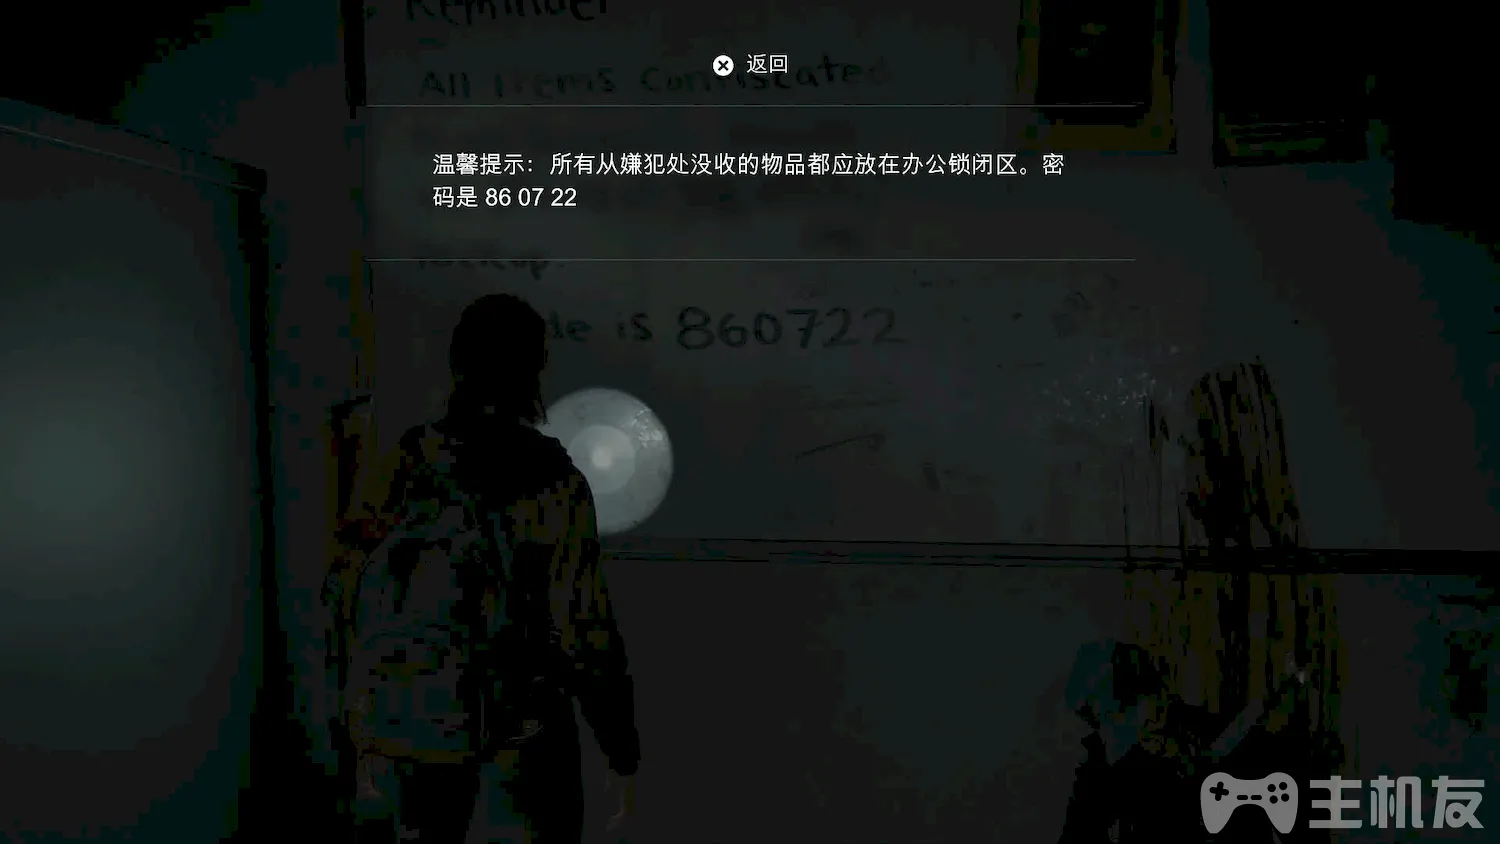 Reminder
返回
All Items Confiscated
温馨提示：所有从嫌犯处没收的物品都应放在办公锁闭区。密
码是 86 07 22
is 860722
主机友